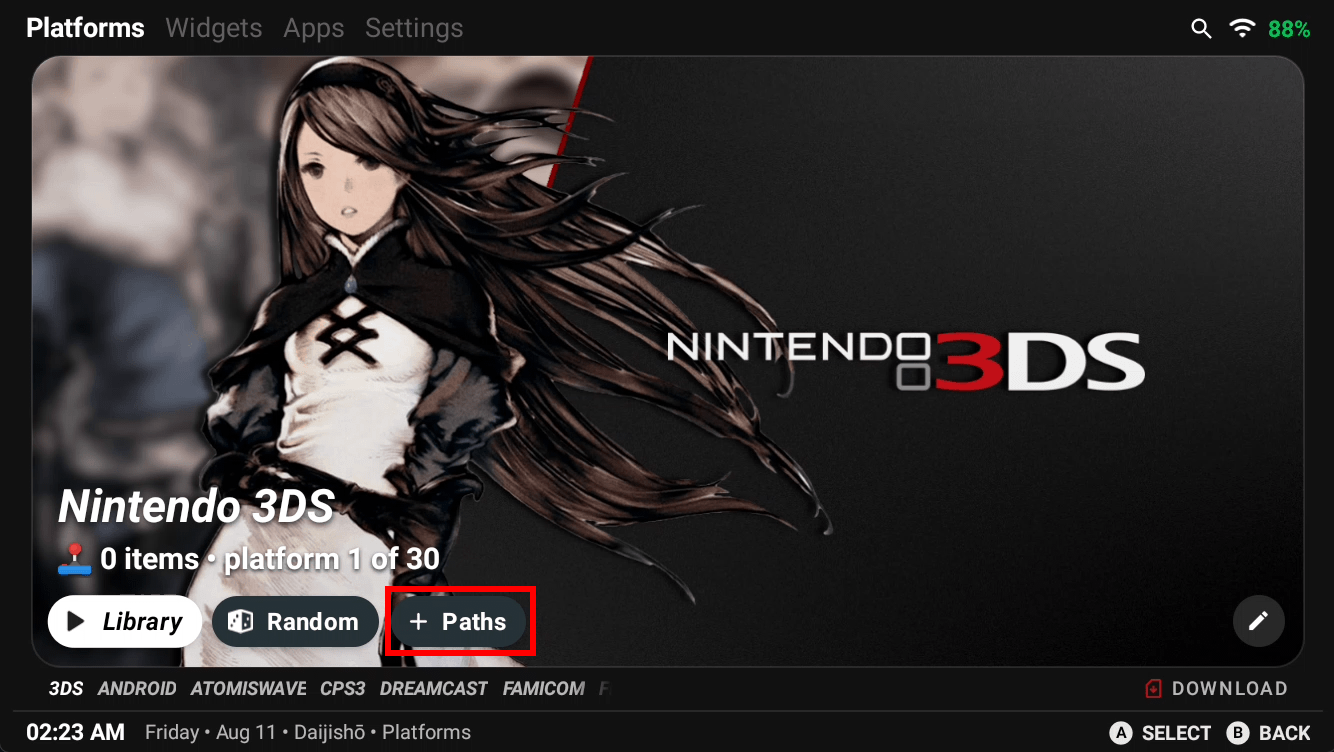 Platforms Widgets Apps Settings 88%
NINTENDO 3DS
Nintendo 3DS
0 items • platform 1 of 30
Library Random + Paths
3DS ANDROID ATOMISWAVE CPS3 DREAMCAST FAMICOM F
DOWNLOAD
02:23 AM Friday • Aug 11 • Daijishō • Platforms A SELECT B BACK